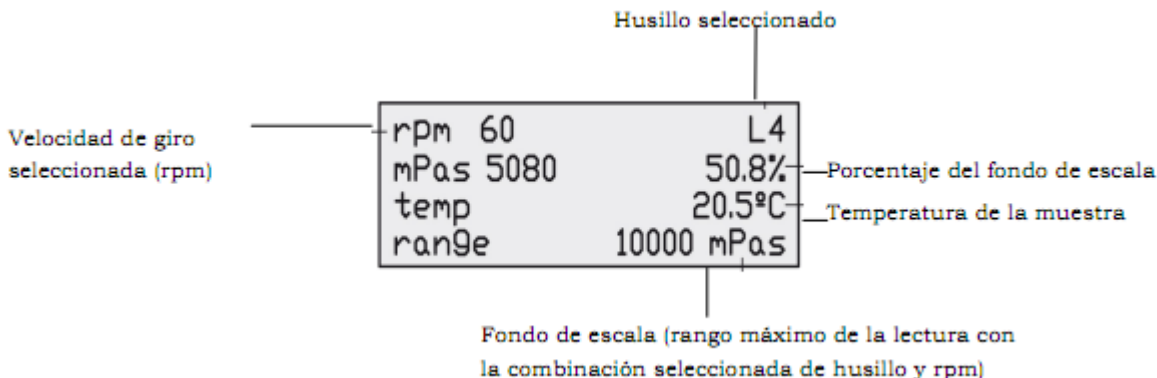 Husillo seleccionado
Velocidad de giro
seleccionada (rpm)
rpm 60 L4
mPas 5080 50.8%
temp 20.5ºC
range 10000 mPas
Porcentaje del fondo de escala
Temperatura de la muestra
Fondo de escala (rango máximo de la lectura con
la combinación seleccionada de husillo y rpm)